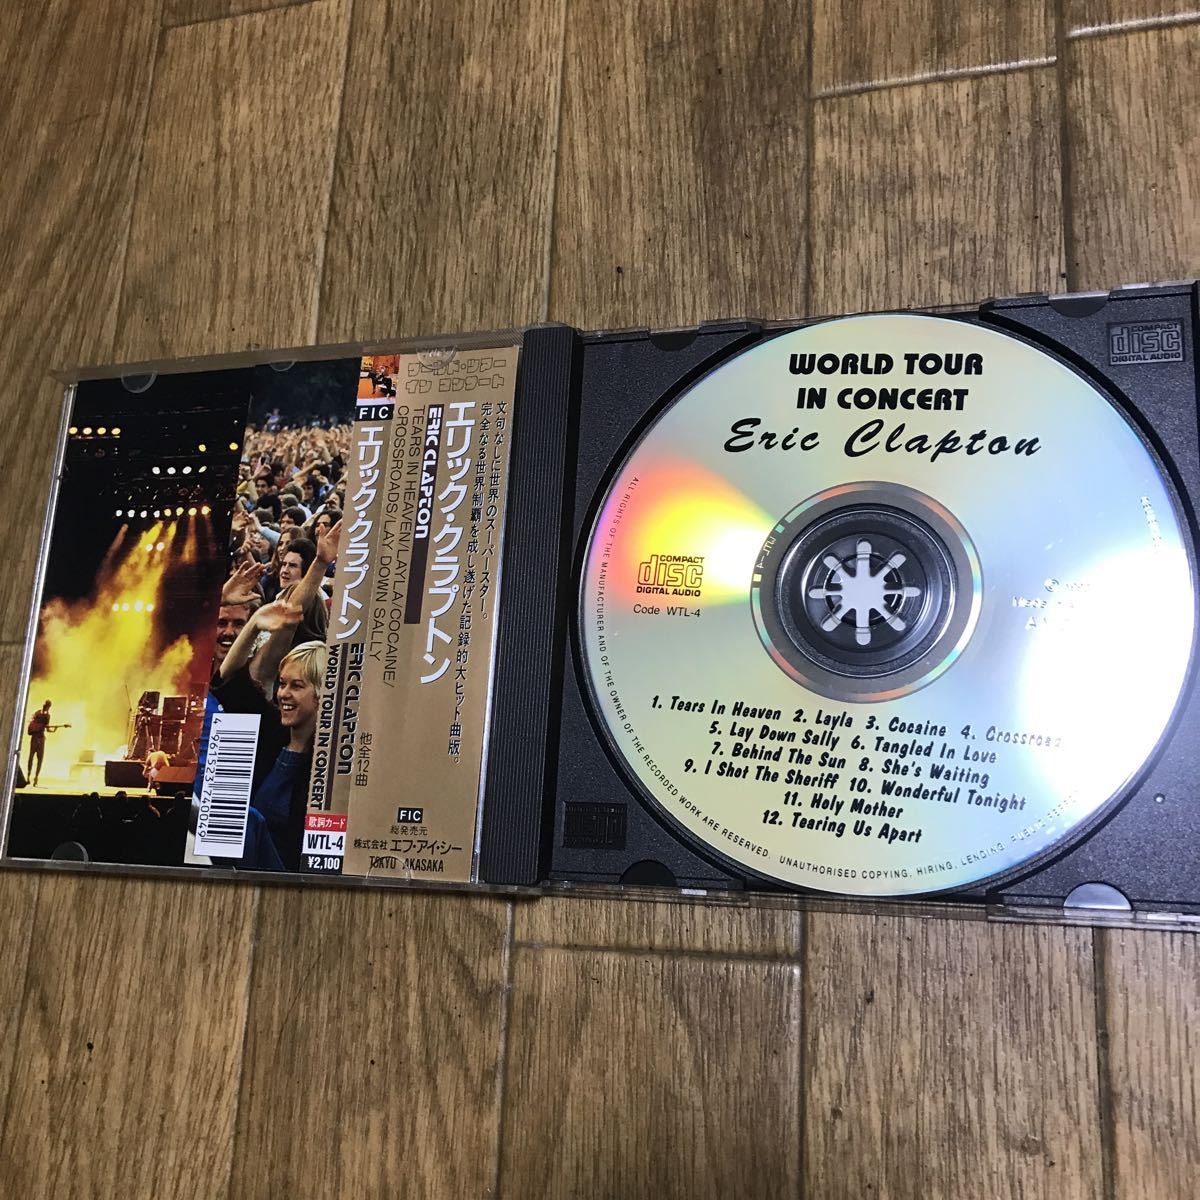 ワールド・ツアー
イン コンサート
文句なしに世界のスーパースター。
完全なる世界制覇を成し遂げた記録的大ヒット曲版。
エリック・クラプトン
ERIC CLAPTON
TEARS IN HEAVEN/LAYLA/COCAINE/
CROSSROADS/LAY DOWN SALLY
他全12曲
FIC
総発売元
株式会社 エフ・アイ・シー
TOKYO AKASAKA
FIC
エリック・クラプトン
ERIC CLAPTON
WORLD TOUR IN CONCERT
歌詞カード
WTL-4
¥2,100
4 961523 740049
WORLD TOUR
IN CONCERT
Eric Clapton
COMPACT
disc
DIGITAL AUDIO
Code WTL-4
1. Tears In Heaven 2. Layla 3. Cocaine 4. Crossroad
5. Lay Down Sally 6. Tangled In Love
7. Behind The Sun 8. She's Waiting
9. I Shot The Sheriff 10. Wonderful Tonight
11. Holy Mother
12. Tearing Us Apart
ALL RIGHTS OF THE MANUFACTURER AND OF THE OWNER OF THE RECORDED WORK ARE RESERVED. UNAUTHORISED COPYING, HIRING, LENDING, PUBLIC
COMPACT
disc
DIGITAL AUDIO